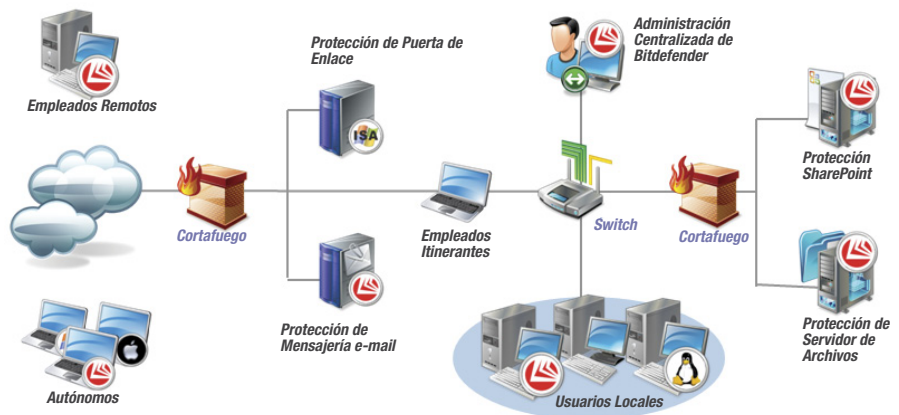 Empleados Remotos
Protección de Puerta de
Enlace
ISA
Administración
Centralizada de
Bitdefender
Protección
SharePoint
Cortafuego
Empleados
Itinerantes
Switch
Cortafuego
Protección de
Mensajería e-mail
Protección de
Servidor de
Archivos
Autónomos
Usuarios Locales